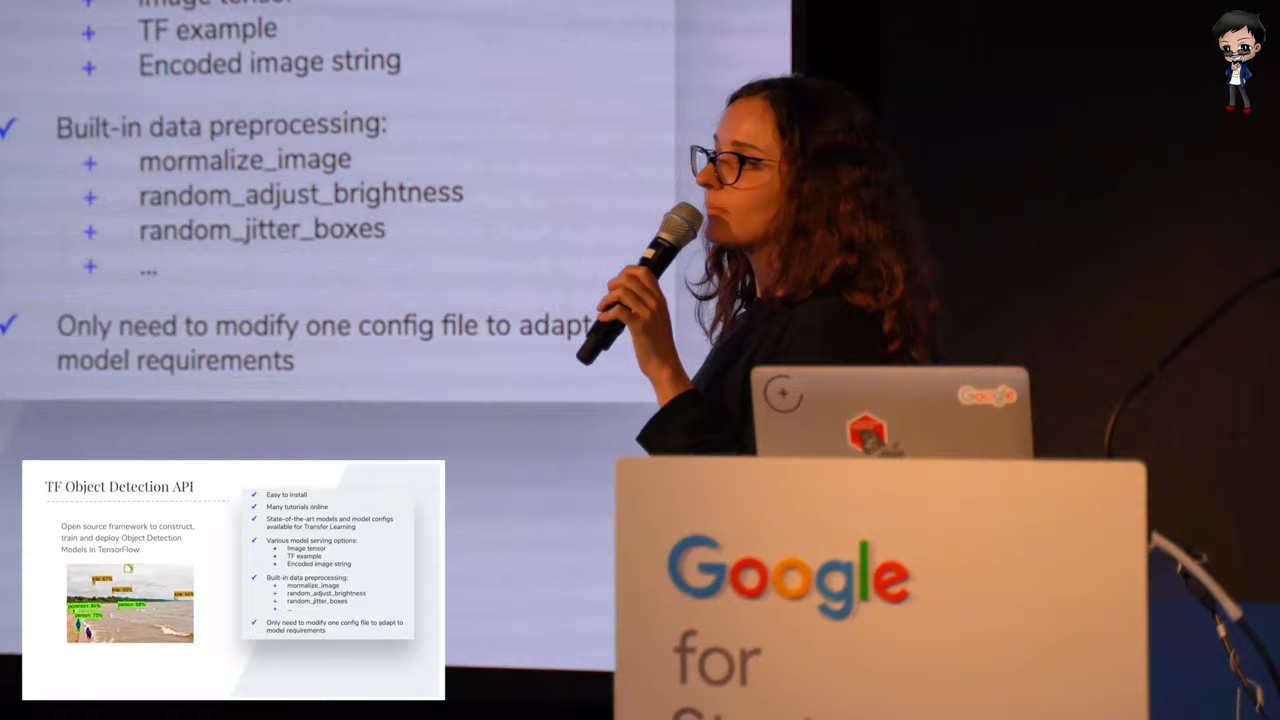 TF example
Encoded image string
Built-in data preprocessing:
mormalize_image
random_adjust_brightness
random_jitter_boxes
...
Only need to modify one config file to adapt
model requirements
Google
Google
for
TF Object Detection API
Open source framework to construct,
train and deploy Object Detection
Models in TensorFlow.
Easy to install
Many tutorials online
State-of-the-art models and model configs
available for Transfer Learning
Various model serving options:
Image tensor
TF example
Encoded image string
Built-in data preprocessing:
mormalize_image
random_adjust_brightness
random_jitter_boxes
...
Only need to modify one config file to adapt to
model requirements
person: 68%
person: 75%